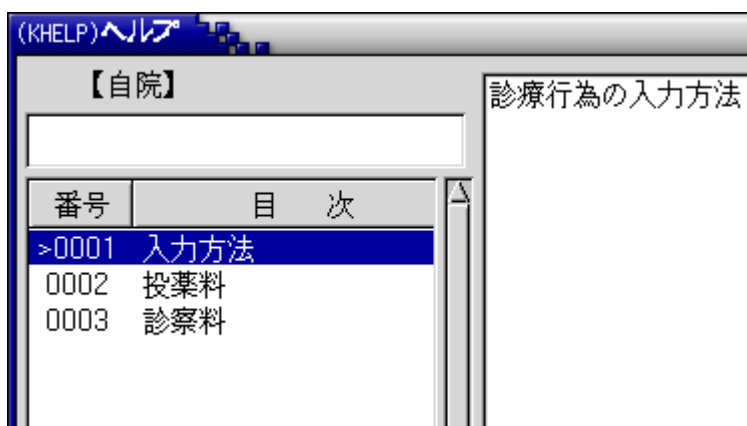 (KHELP)ヘルプ
【自院】
番号 目 次
>0001 入力方法
0002 投薬料
0003 診察料
診療行為の入力方法